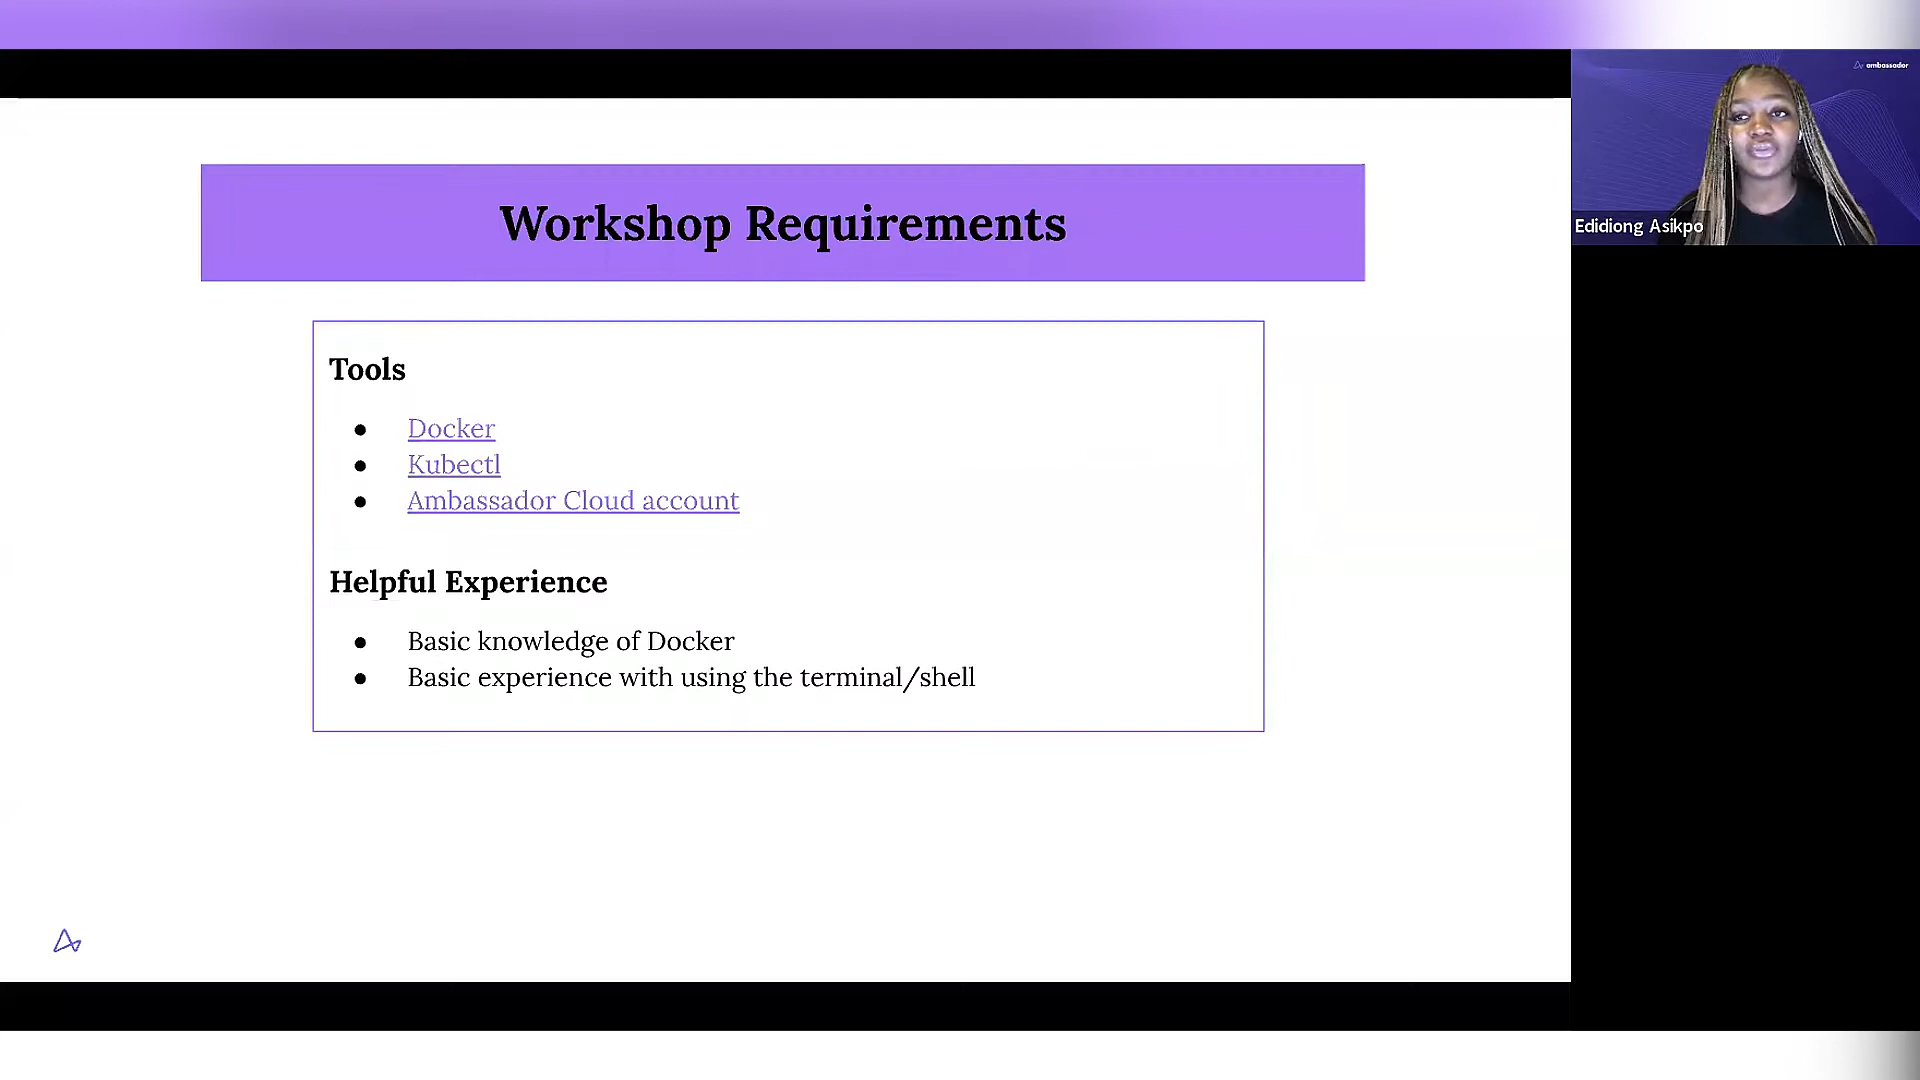 ambassador
Edidiong Asikpo
Workshop Requirements
Tools
● Docker
● Kubectl
● Ambassador Cloud account
Helpful Experience
● Basic knowledge of Docker
● Basic experience with using the terminal/shell